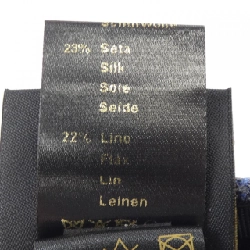 23% Seta
Silk
Soie
Seide
22% Lino
Flax
Lin
Leinen